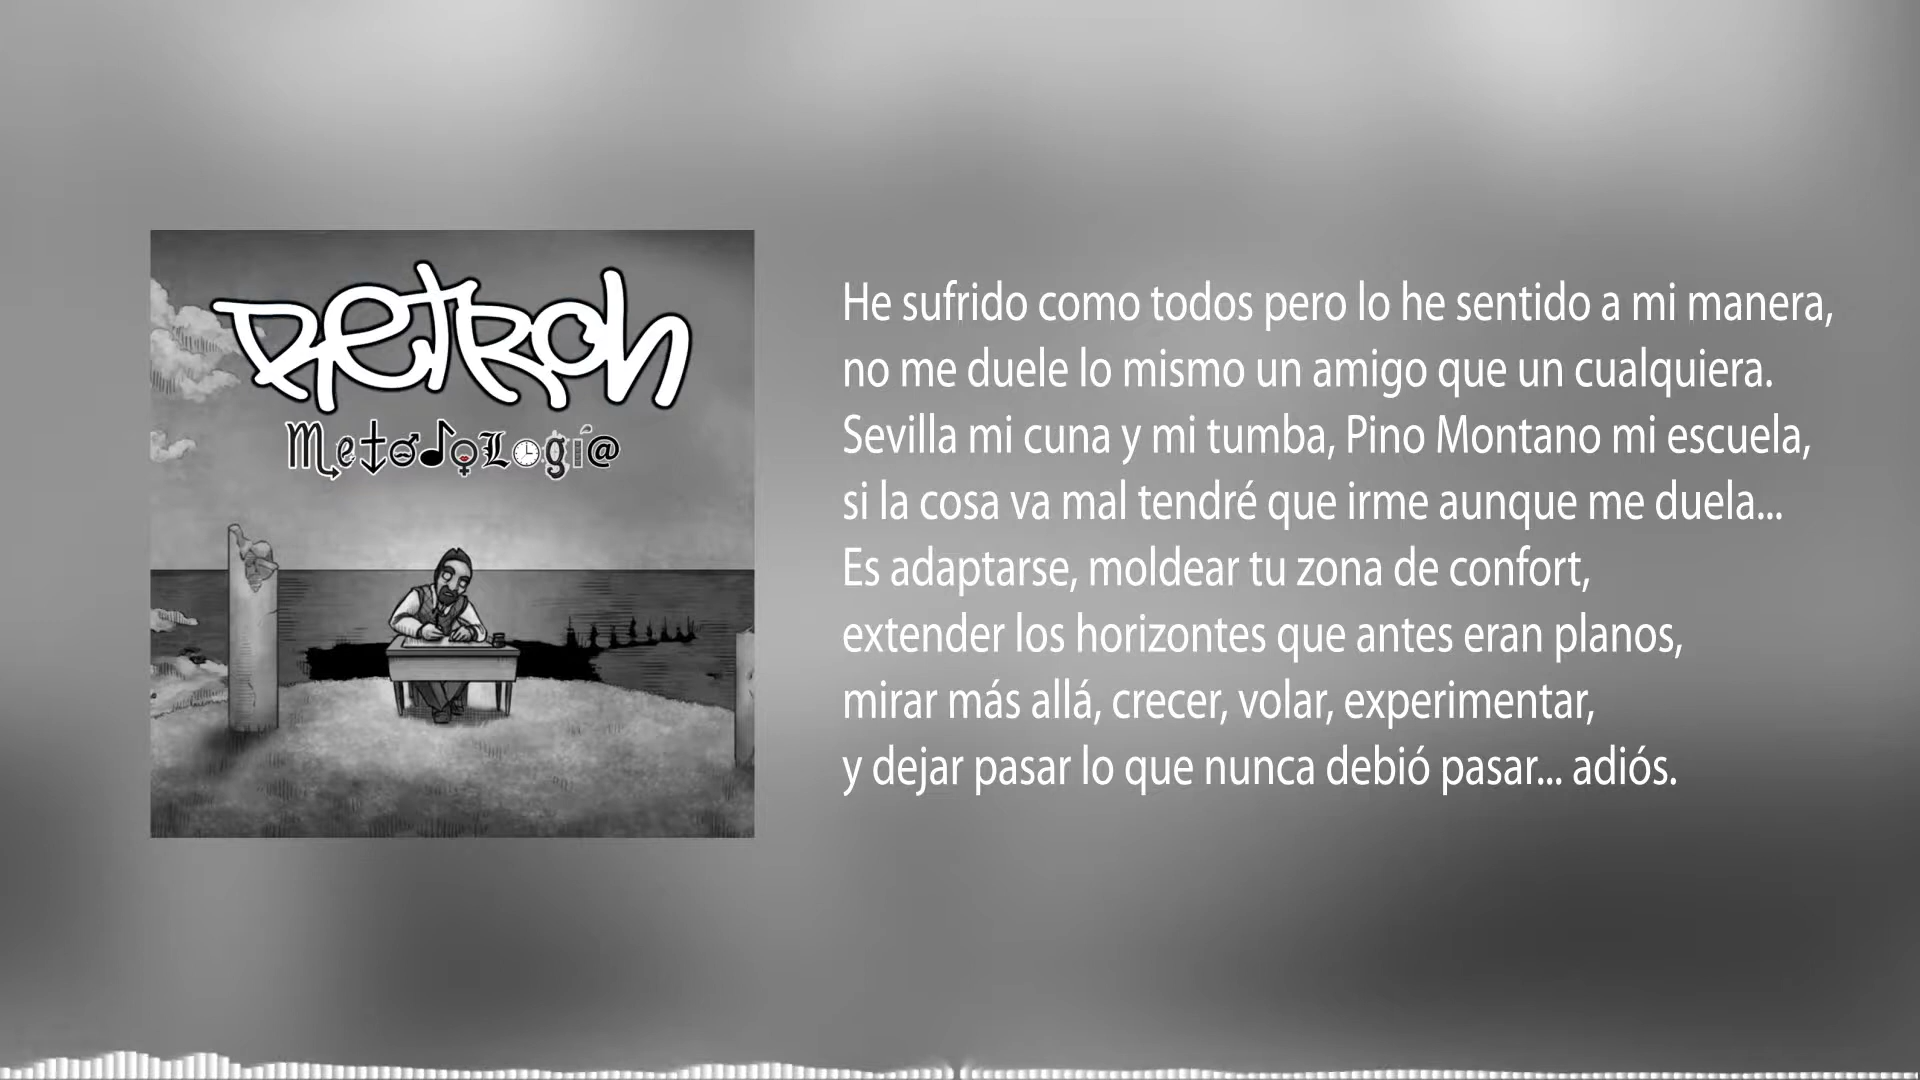 Retroh
Metodología
He sufrido como todos pero lo he sentido a mi manera,
no me duele lo mismo un amigo que un cualquiera.
Sevilla mi cuna y mi tumba, Pino Montano mi escuela,
si la cosa va mal tendré que irme aunque me duela...
Es adaptarse, moldear tu zona de confort,
extender los horizontes que antes eran planos,
mirar más allá, crecer, volar, experimentar,
y dejar pasar lo que nunca debió pasar... adiós.